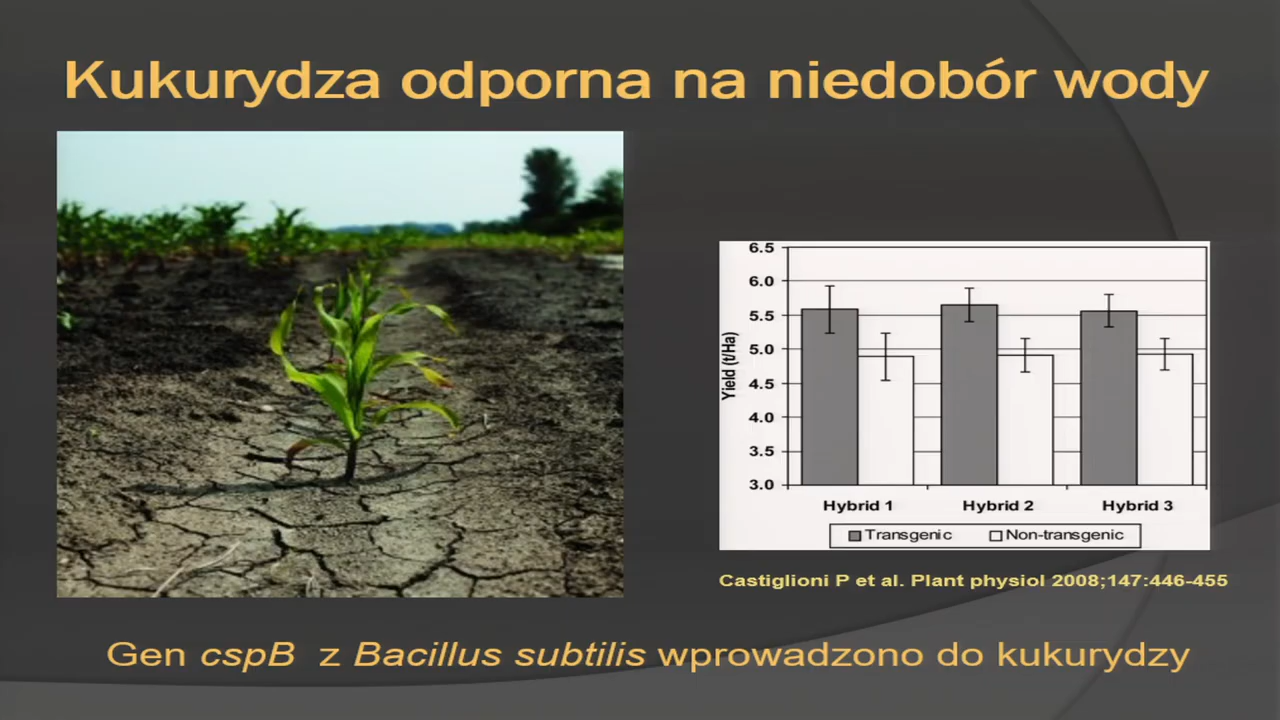 Kukurydza odporna na niedobór wody
6.5
6.0
5.5
5.0
4.5
4.0
3.5
3.0
Yield (t/Ha)
Hybrid 1 Hybrid 2 Hybrid 3
Transgenic Non-transgenic
Castiglioni P et al. Plant physiol 2008;147:446-455
Gen cspB z Bacillus subtilis wprowadzono do kukurydzy